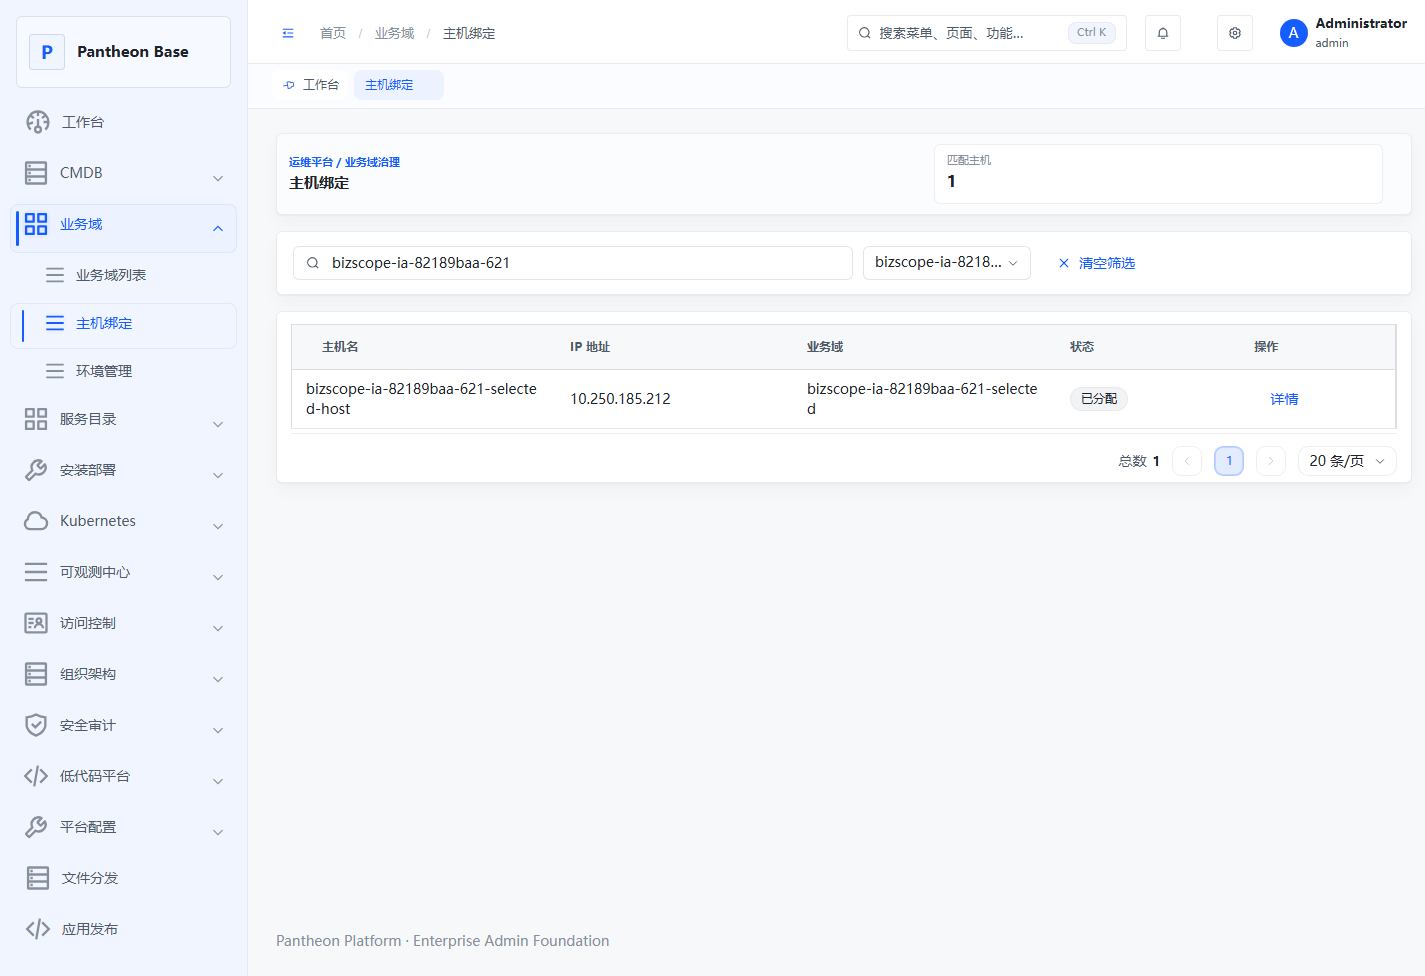 P Pantheon Base
工作台
CMDB
业务域
业务域列表
主机绑定
环境管理
服务目录
安装部署
Kubernetes
可观测中心
访问控制
组织架构
安全审计
低代码平台
平台配置
文件分发
应用发布
首页 / 业务域 / 主机绑定
搜索菜单、页面、功能... Ctrl K
A Administrator
admin
工作台 主机绑定
运维平台 / 业务域治理
主机绑定
匹配主机
1
bizscope-ia-82189baa-621 bizscope-ia-8218... 清空筛选
主机名 IP 地址 业务域 状态 操作
bizscope-ia-82189baa-621-selecte
d-host
10.250.185.212
bizscope-ia-82189baa-621-selecte
d
已分配
详情
总数 1 1 20 条/页
Pantheon Platform · Enterprise Admin Foundation